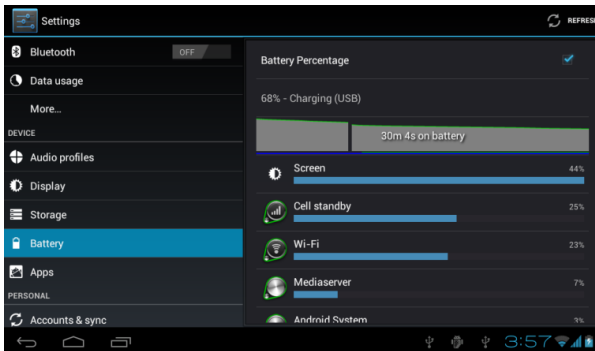 Settings
REFRES
Bluetooth
OFF
Data usage
More...
DEVICE
Audio profiles
Display
Storage
Battery
Apps
PERSONAL
Accounts & sync
Battery Percentage
68% - Charging (USB)
30m 4s on battery
Screen
44%
Cell standby
25%
Wi-Fi
23%
Mediaserver
7%
Android System
3%
3:57